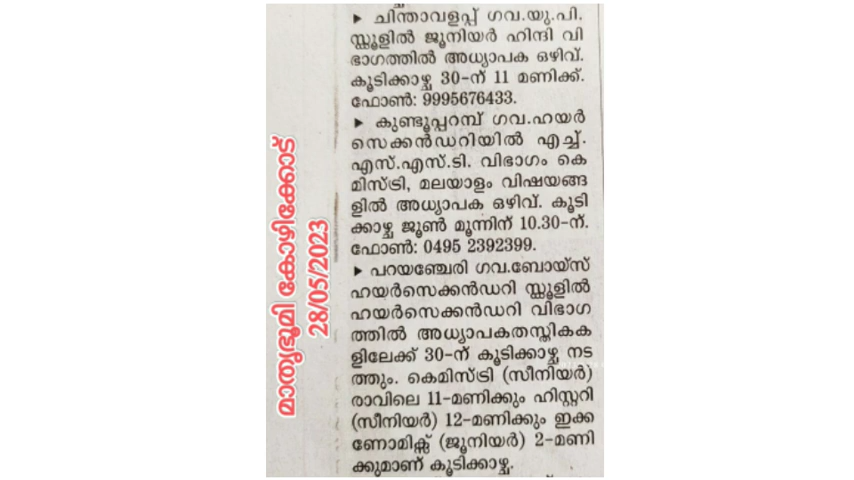 ▶ ചിന്താവളപ്പ് ഗവ.യു.പി.
സ്കൂളിൽ ജൂനിയർ ഹിന്ദി വി
ഭാഗത്തിൽ അധ്യാപക ഒഴിവ്.
കൂടിക്കാഴ്ച 30-ന് 11 മണിക്ക്.
ഫോൺ: 9995676433.
▶ കുണ്ടൂപ്പറമ്പ് ഗവ.ഹയർ
സെക്കൻഡറിയിൽ എച്ച്.
എസ്.എസ്.ടി. വിഭാഗം കെ
മിസ്ട്രി, മലയാളം വിഷയങ്ങ
ളിൽ അധ്യാപക ഒഴിവ്. കൂടി
ക്കാഴ്ച ജൂൺ മൂന്നിന് 10.30-ന്.
ഫോൺ: 0495 2392399.
▶ പറയഞ്ചേരി ഗവ.ബോയ്സ്
ഹയർസെക്കൻഡറി സ്കൂളിൽ
ഹയർസെക്കൻഡറി വിഭാഗ
ത്തിൽ അധ്യാപകതസ്തികക
ളിലേക്ക് 30-ന് കൂടിക്കാഴ്ച നട
ത്തും. കെമിസ്ട്രി (സീനിയർ)
രാവിലെ 11-മണിക്കും ഹിസ്റ്ററി
(സീനിയർ) 12-മണിക്കും ഇക്ക
ണോമിക്സ് (ജൂനിയർ) 2-മണി
ക്കുമാണ് കൂടിക്കാഴ്ച.
മാതൃഭൂമി കോഴിക്കോട്
28/05/2023